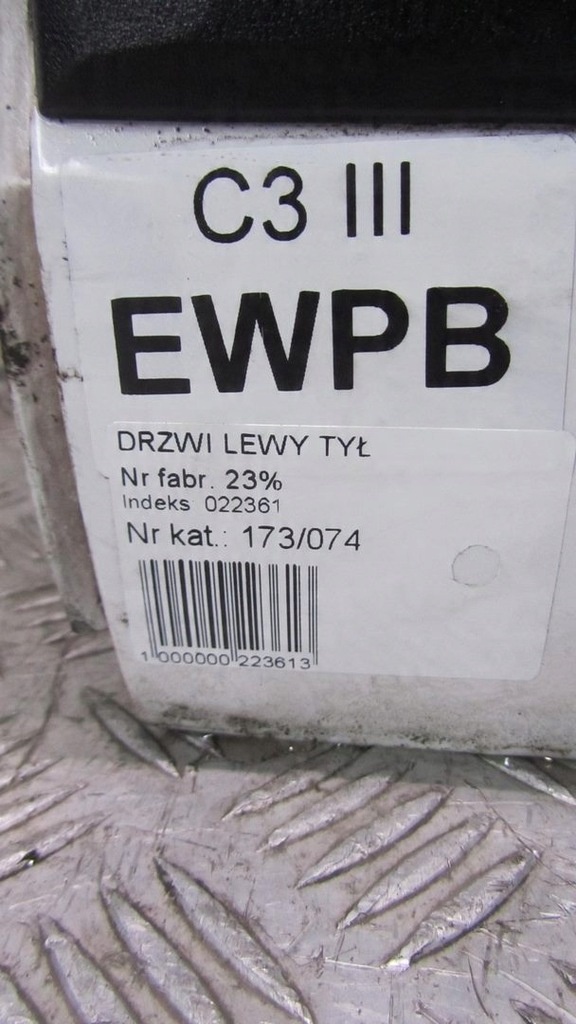 C3 III
EWPB
DRZWI LEWY TYŁ
Nr fabr. 23%
Indeks 022361
Nr kat.: 173/074
1 000000 223613